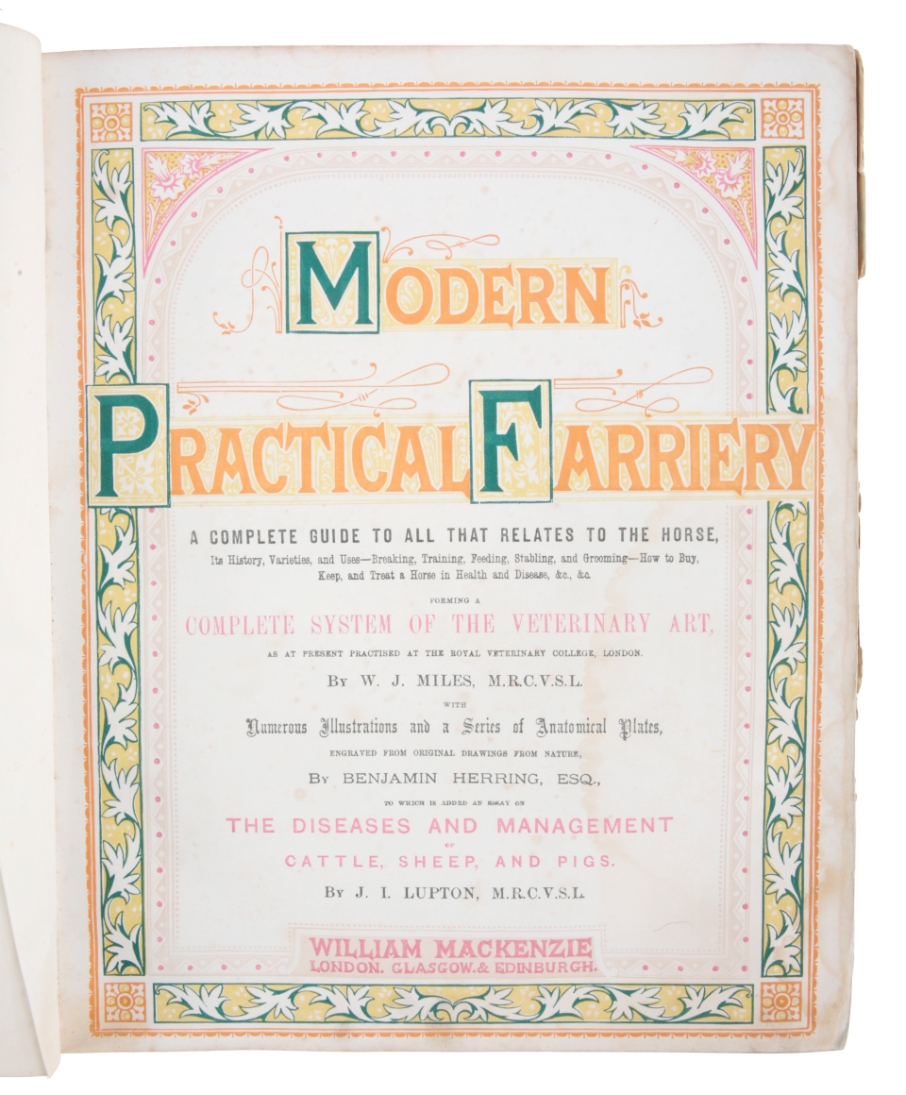 MODERN
PRACTICAL FARRIERY
A COMPLETE GUIDE TO ALL THAT RELATES TO THE HORSE,
Its History, Varieties, and Uses—Breaking, Training, Feeding, Stabling, and Grooming—How to Buy,
Keep, and Treat a Horse in Health and Disease, &c., &c.
FORMING A
COMPLETE SYSTEM OF THE VETERINARY ART,
AS AT PRESENT PRACTISED AT THE ROYAL VETERINARY COLLEGE, LONDON.
BY W. J. MILES, M.R.C.V.S.L.
WITH
Numerous Illustrations and a Series of Anatomical Plates,
ENGRAVED FROM ORIGINAL DRAWINGS FROM NATURE,
BY BENJAMIN HERRING, ESQ.,
TO WHICH IS ADDED AN ESSAY ON
THE DISEASES AND MANAGEMENT
OF
CATTLE, SHEEP, AND PIGS.
BY J. I. LUPTON, M.R.C.V.S.L.
WILLIAM MACKENZIE
LONDON. GLASGOW. & EDINBURGH.